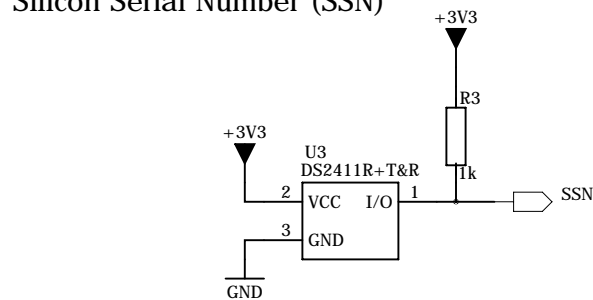 Silicon Serial Number (SSN)
+3V3
R3
1k
+3V3
U3
DS2411R+T&R
2 VCC I/O 1
SSN
3 GND
GND